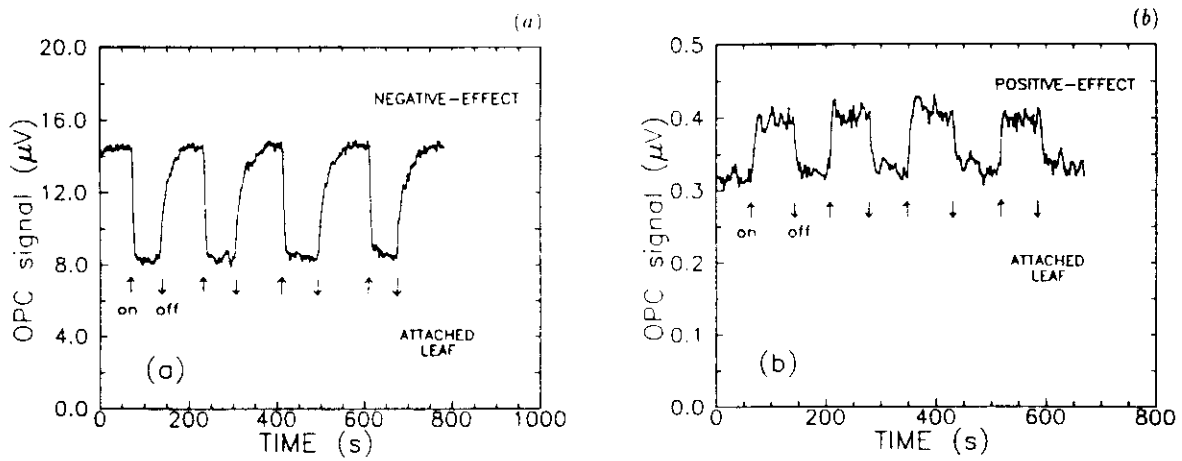 (a)
20.0
16.0
12.0
8.0
4.0
0.0
OPC signal (μV)
NEGATIVE-EFFECT
on off
ATTACHED
LEAF
(a)
0 200 400 600 800 1000
TIME (s)
(b)
0.5
0.4
0.3
0.2
0.1
0.0
OPC signal (μV)
POSITIVE-EFFECT
on off
ATTACHED
LEAF
(b)
0 200 400 600 800
TIME (s)